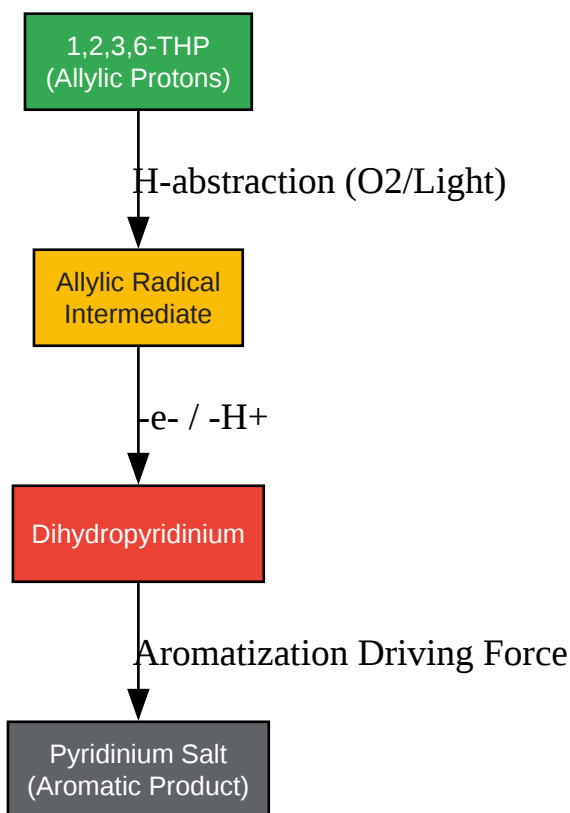 1,2,3,6-THP
(Allylic Protons)
H-abstraction (O2/Light)
Allylic Radical
Intermediate
-e- / -H+
Dihydropyridinium
Aromatization Driving Force
Pyridinium Salt
(Aromatic Product)